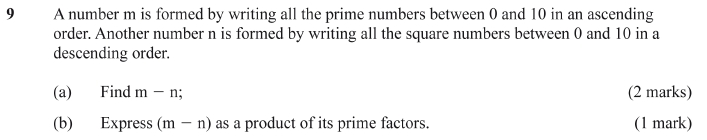 9 A number m is formed by writing all the prime numbers between 0 and 10 in an ascending
order. Another number n is formed by writing all the square numbers between 0 and 10 in a
descending order.
(a) Find m − n; (2 marks)
(b) Express (m − n) as a product of its prime factors. (1 mark)